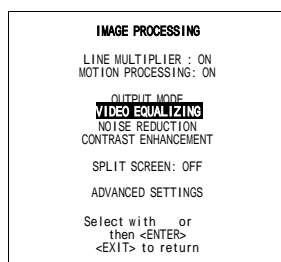 IMAGE PROCESSING
LINE MULTIPLIER : ON
MOTION PROCESSING: ON
OUTPUT MODE
VIDEO EQUALIZING
NOISE REDUCTION
CONTRAST ENHANCEMENT
SPLIT SCREEN: OFF
ADVANCED SETTINGS
Select with or
then <ENTER>
<EXIT> to return